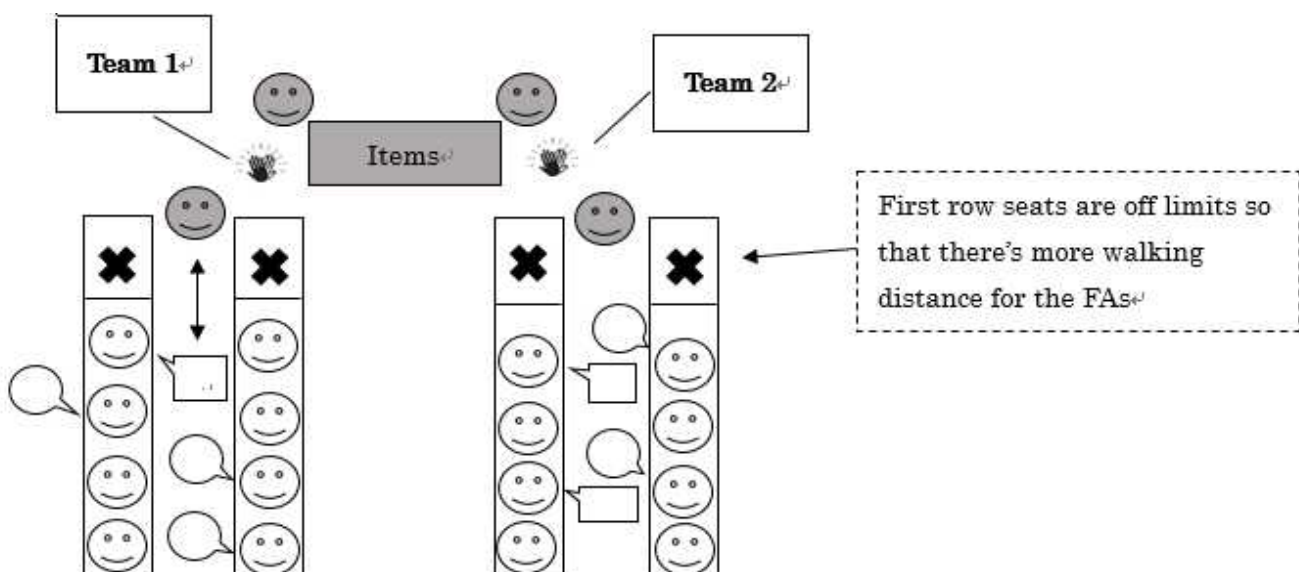 Team 1
Team 2
Items
First row seats are off limits so
that there's more walking
distance for the FAs